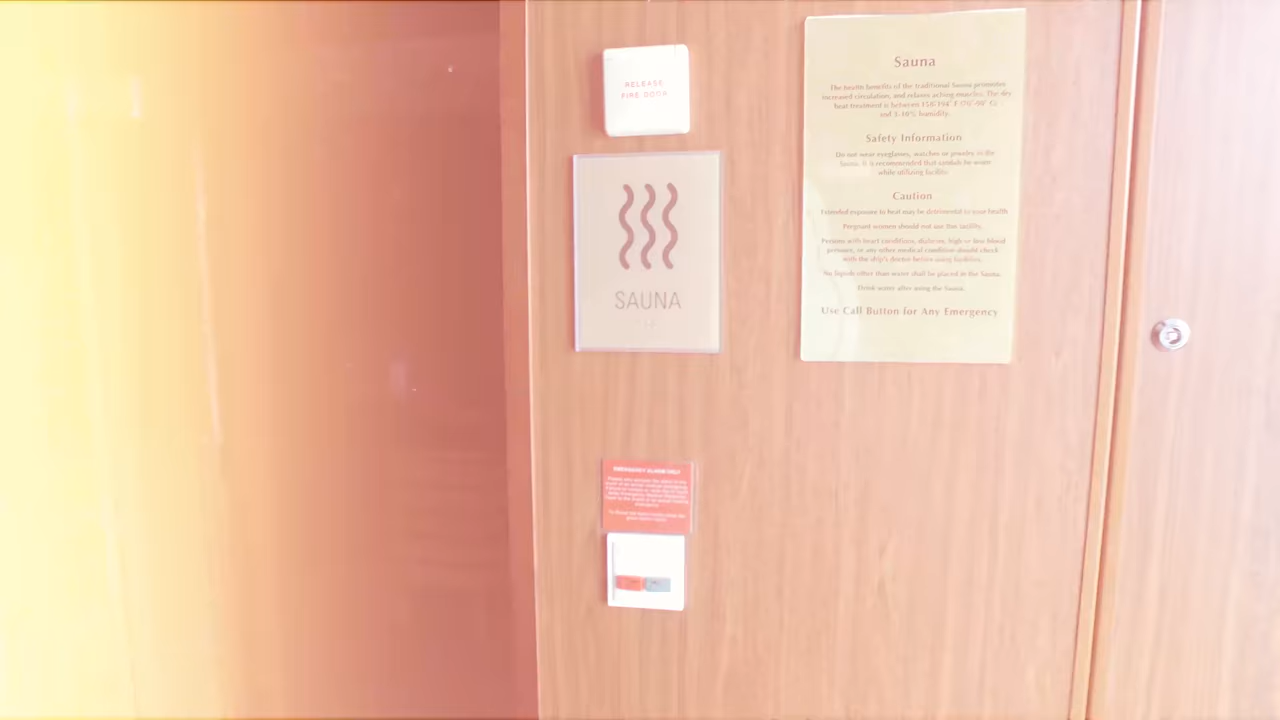 RELEASE
FIRE DOOR
SAUNA
Sauna
The health benefits of the traditional Sauna promotes
increased circulation, and relaxes aching muscles. The dry
heat treatment is between 158°-194° F (70°-90° C)
and 3-10% humidity.
Safety Information
Do not wear eyeglasses, watches or jewelry in the
Sauna. It is recommended that sandals be worn
while utilizing facility.
Caution
Extended exposure to heat may be detrimental to your health.
Pregnant women should not use this facility.
Persons with heart conditions, diabetes, high or low blood
pressure, or any other medical condition should check
with the ship's doctor before using facilities.
No liquids other than water shall be placed in the Sauna.
Drink water after using the Sauna.
Use Call Button for Any Emergency
EMERGENCY ALARM ONLY